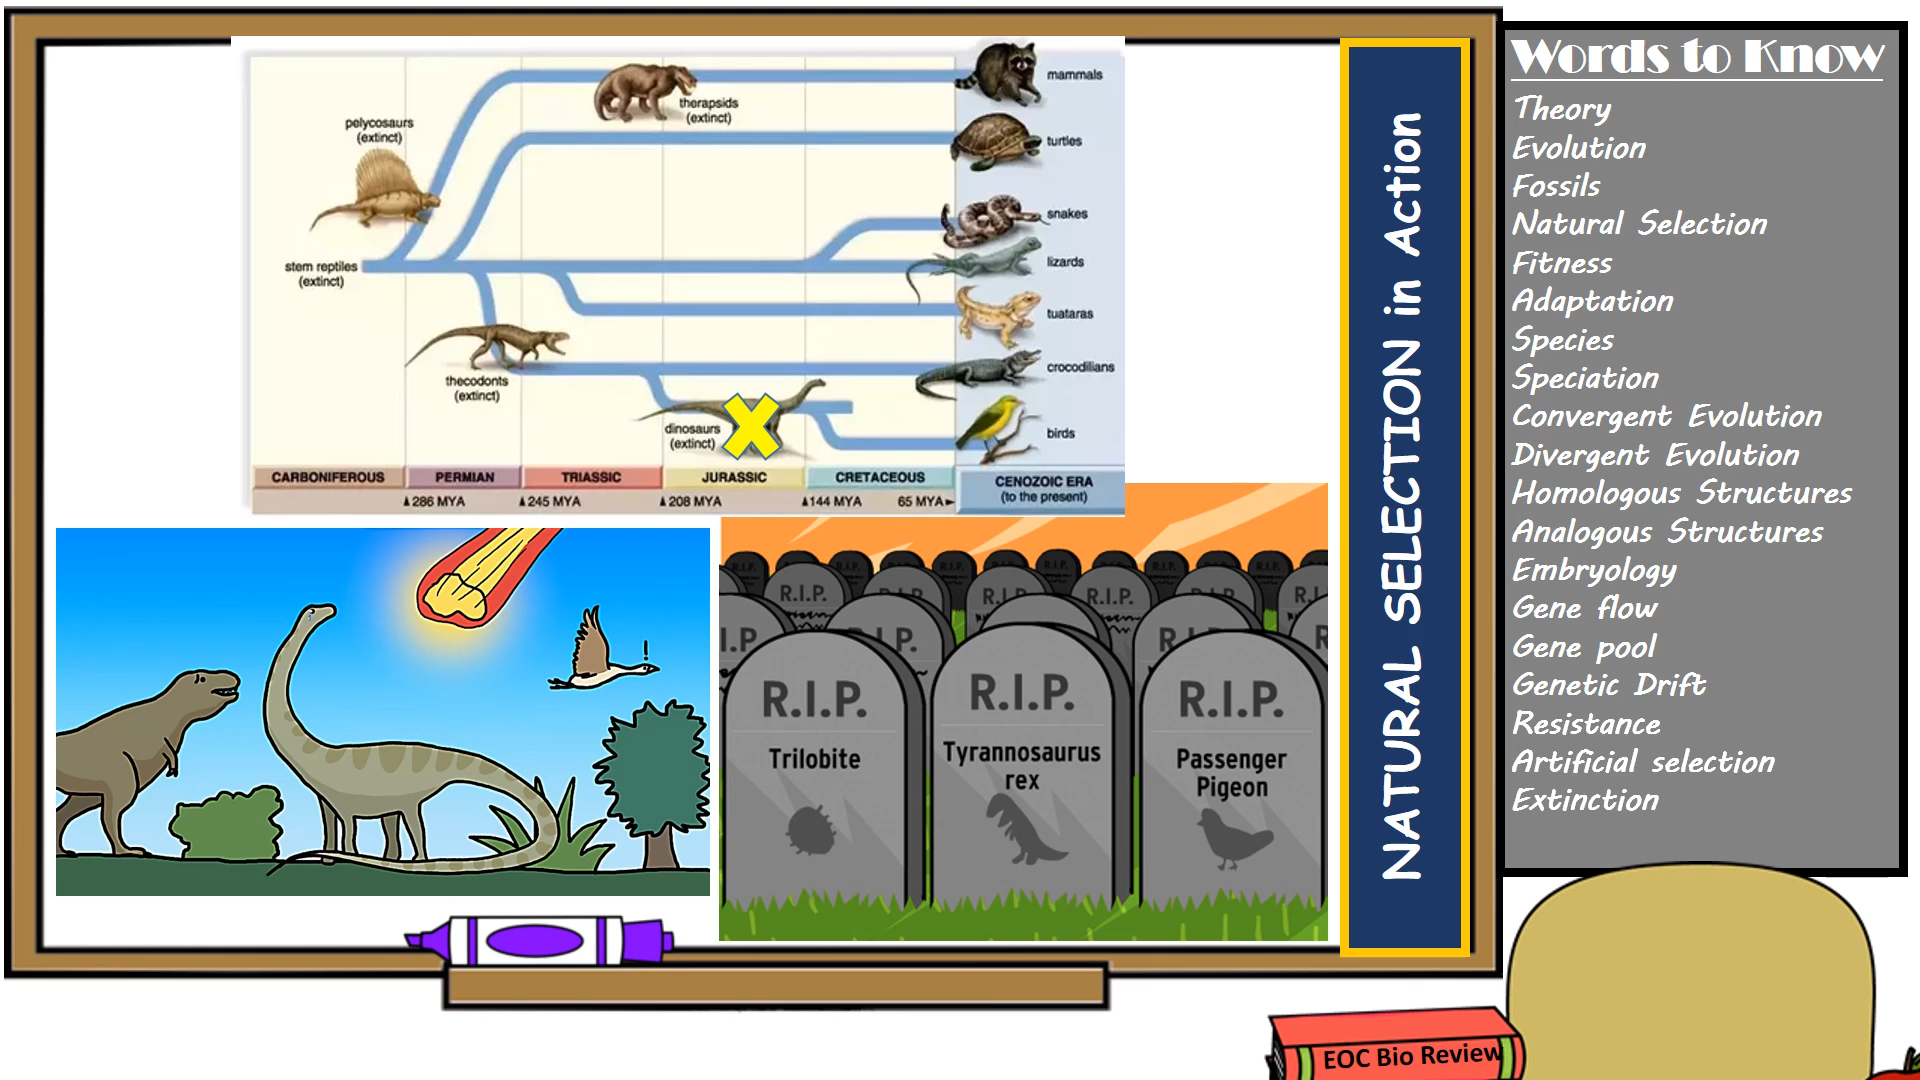 mammals
therapsids
(extinct)
pelycosaurs
(extinct)
turtles
snakes
stem reptiles
(extinct)
lizards
tuataras
thecodonts
(extinct)
crocodilians
dinosaurs
(extinct)
birds
CARBONIFEROUS
PERMIAN
TRIASSIC
JURASSIC
CRETACEOUS
CENOZOIC ERA
(to the present)
286 MYA
245 MYA
208 MYA
144 MYA
65 MYA
!
R.I.P.
R.I.P.
R.I.P.
R.I.P.
R.I.P.
R.I.P.
R.I.P.
Trilobite
R.I.P.
Tyrannosaurus
rex
R.I.P.
Passenger
Pigeon
NATURAL SELECTION in Action
Words to Know
Theory
Evolution
Fossils
Natural Selection
Fitness
Adaptation
Species
Speciation
Convergent Evolution
Divergent Evolution
Homologous Structures
Analogous Structures
Embryology
Gene flow
Gene pool
Genetic Drift
Resistance
Artificial selection
Extinction
EOC Bio Review